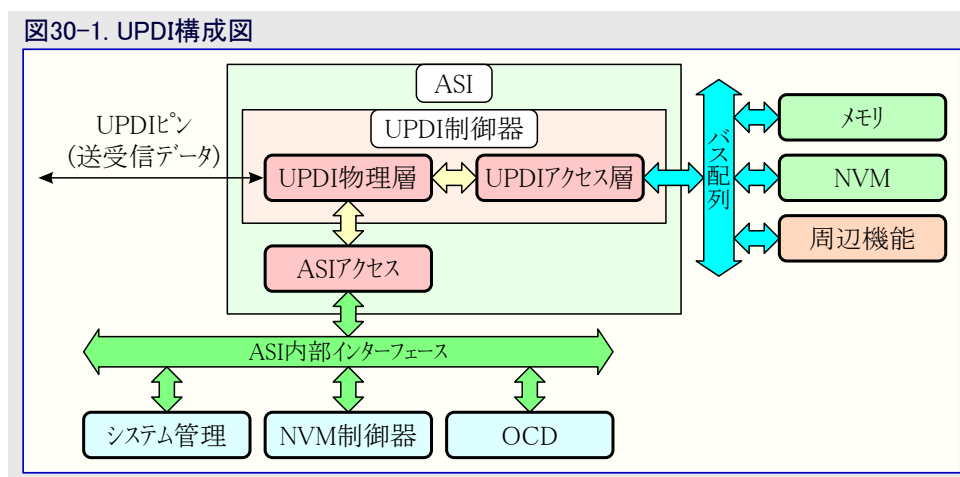 図30-1. UPDI構成図
ASI
UPDI制御器
UPDIﾋﾟﾝ
(送受信ﾃﾞｰﾀ)
UPDI物理層
UPDIｱｸｾｽ層
ASIｱｸｾｽ
バス配列
ﾒﾓﾘ
NVM
周辺機能
ASI内部ｲﾝﾀｰﾌｪｰｽ
ｼｽﾃﾑ管理
NVM制御器
OCD